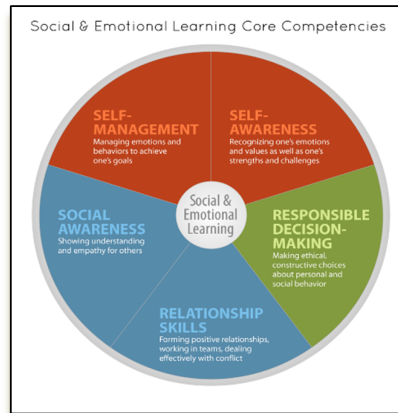 Social & Emotional Learning Core Competencies
SELF-
MANAGEMENT
Managing emotions and
behaviors to achieve
one's goals
SELF-
AWARENESS
Recognizing one's emotions
and values as well as one's
strengths and challenges
SOCIAL
AWARENESS
Showing understanding
and empathy for others
Social &
Emotional
Learning
RESPONSIBLE
DECISION-
MAKING
Making ethical,
constructive choices
about personal and
social behavior
RELATIONSHIP
SKILLS
Forming positive relationships,
working in teams, dealing
effectively with conflict